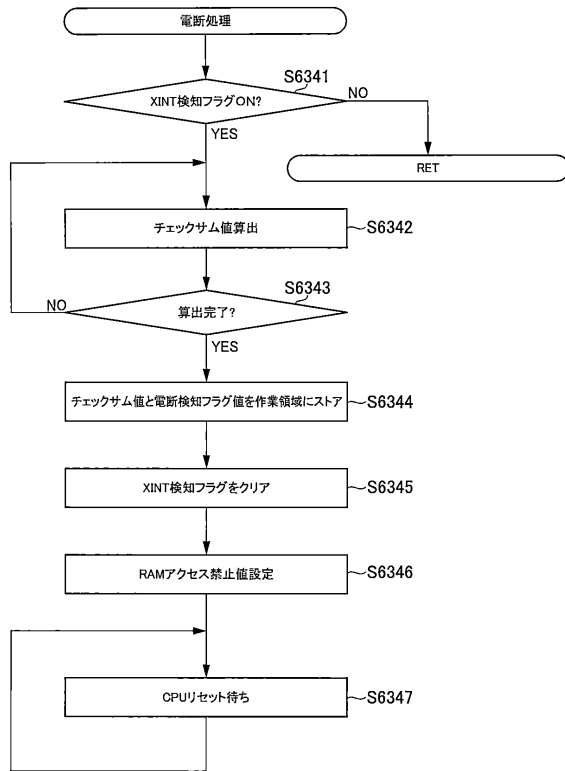 電断処理
S6341
XINT検知フラグON?
NO
YES
RET
チェックサム値算出
S6342
S6343
NO
算出完了?
YES
チェックサム値と電断検知フラグ値を作業領域にストア
S6344
XINT検知フラグをクリア
S6345
RAMアクセス禁止値設定
S6346
CPUリセット待ち
S6347